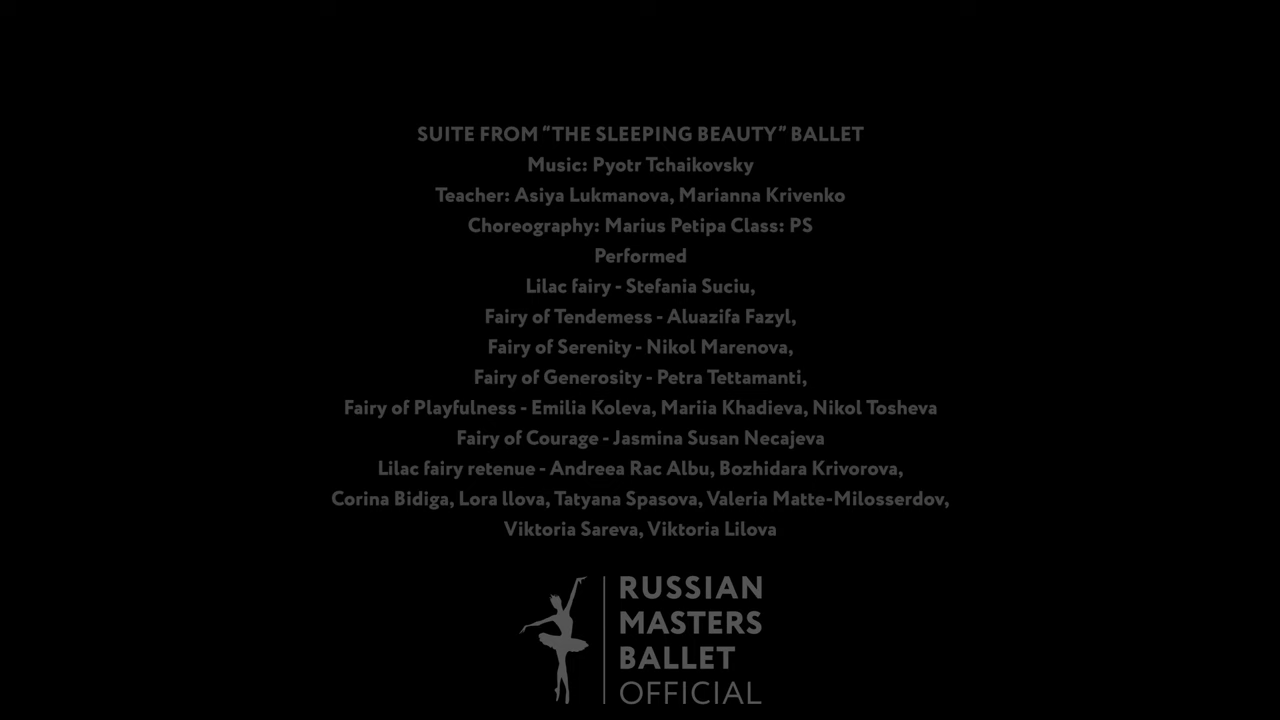 SUITE FROM “THE SLEEPING BEAUTY” BALLET
Music: Pyotr Tchaikovsky
Teacher: Asiya Lukmanova, Marianna Krivenko
Choreography: Marius Petipa Class: PS
Performed
Lilac fairy - Stefania Suciu,
Fairy of Tendemess - Aluazifa Fazyl,
Fairy of Serenity - Nikol Marenova,
Fairy of Generosity - Petra Tettamanti,
Fairy of Playfulness - Emilia Koleva, Mariia Khadieva, Nikol Tosheva
Fairy of Courage - Jasmina Susan Necajeva
Lilac fairy retenue - Andreea Rac Albu, Bozhidara Krivorova,
Corina Bidiga, Lora llova, Tatyana Spasova, Valeria Matte-Milosserdov,
Viktoria Sareva, Viktoria Lilova
RUSSIAN
MASTERS
BALLET
OFFICIAL